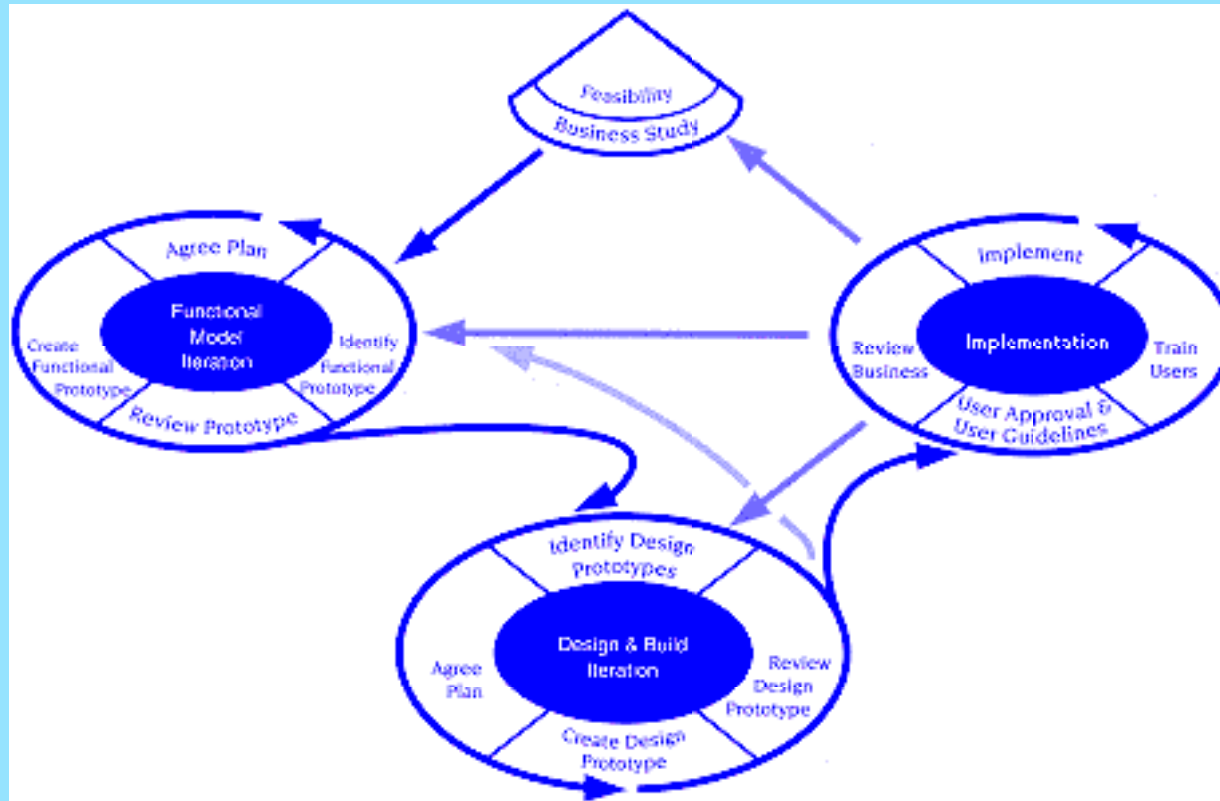 Feasibility
Business Study
Agree Plan
Functional
Model
Iteration
Create
Functional
Prototype
Identify
Functional
Prototype
Review Prototype
Implement
Implementation
Review
Business
Train
Users
User Approval &
User Guidelines
Identify Design
Prototypes
Design & Build
Iteration
Agree
Plan
Review
Design
Prototype
Create Design
Prototype